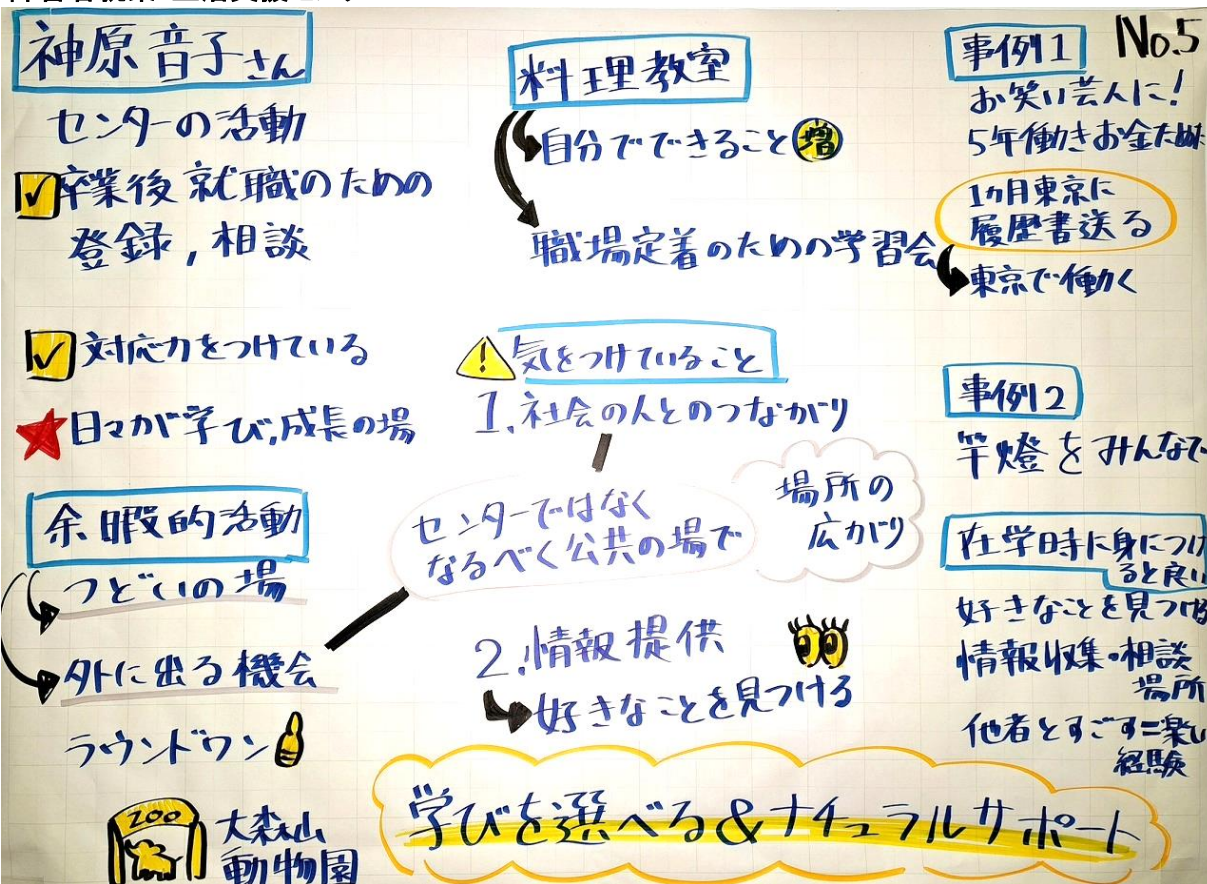 神原音子さん
センターの活動
卒業後就職のための
登録,相談
対応力をつけている
日々が学び,成長の場
余暇的活動
つどいの場
外に出る機会
ラウンドワン
ZOO
大森山
動物園
料理教室
自分でできること 増
職場定着のための学習会
! 気をつけていること
1.社会の人とのつながり
センターではなく
なるべく公共の場で
場所の
広がり
2.情報提供
好きなことを見つける
No.5
事例1
お笑い芸人に!
5年働きお金ためた
1ヵ月東京に
履歴書送る
東京で働く
事例2
竿燈をみんなで
在学時に身につけ
ると良い
好きなことを見つける
情報収集・相談
場所
他者とすごす=楽しい
経験
学びを選べる&ナチュラルサポート